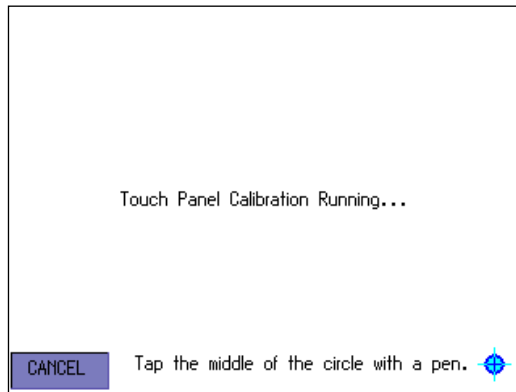 Touch Panel Calibration Running...
CANCEL
Tap the middle of the circle with a pen.